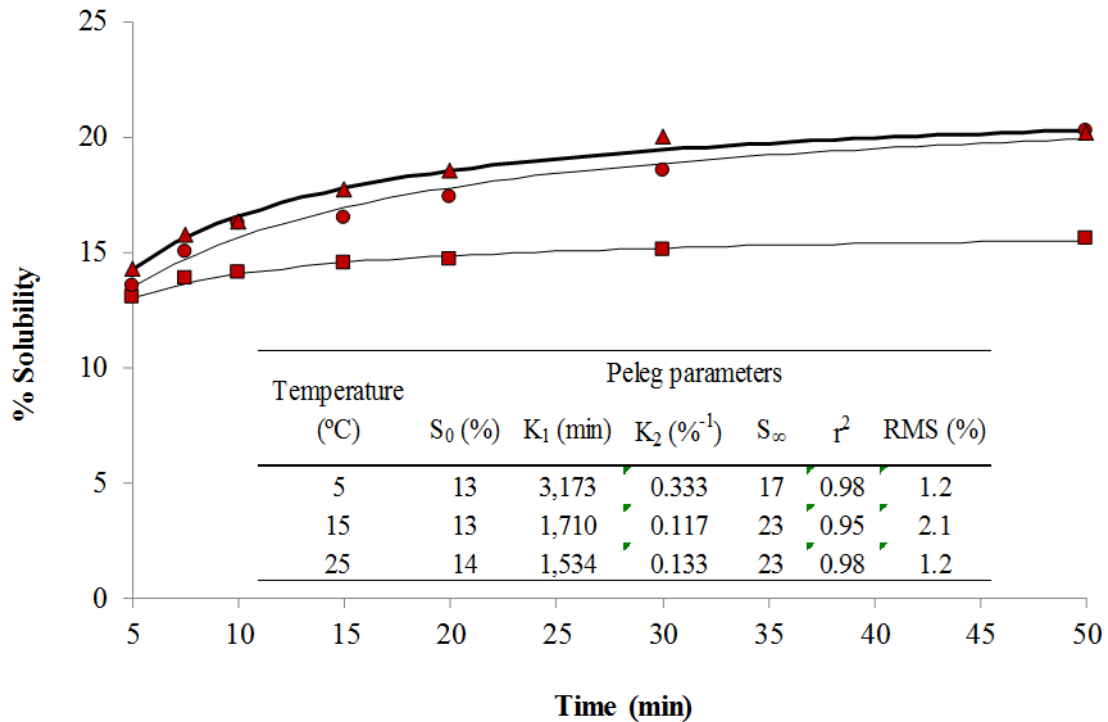 25
20
15
10
5
0
% Solubility
Peleg parameters
Temperature
(ºC) S₀ (%) K₁ (min) K₂ (%⁻¹) S∞ r² RMS (%)
5 13 3,173 0.333 17 0.98 1.2
15 13 1,710 0.117 23 0.95 2.1
25 14 1,534 0.133 23 0.98 1.2
5 10 15 20 25 30 35 40 45 50
Time (min)